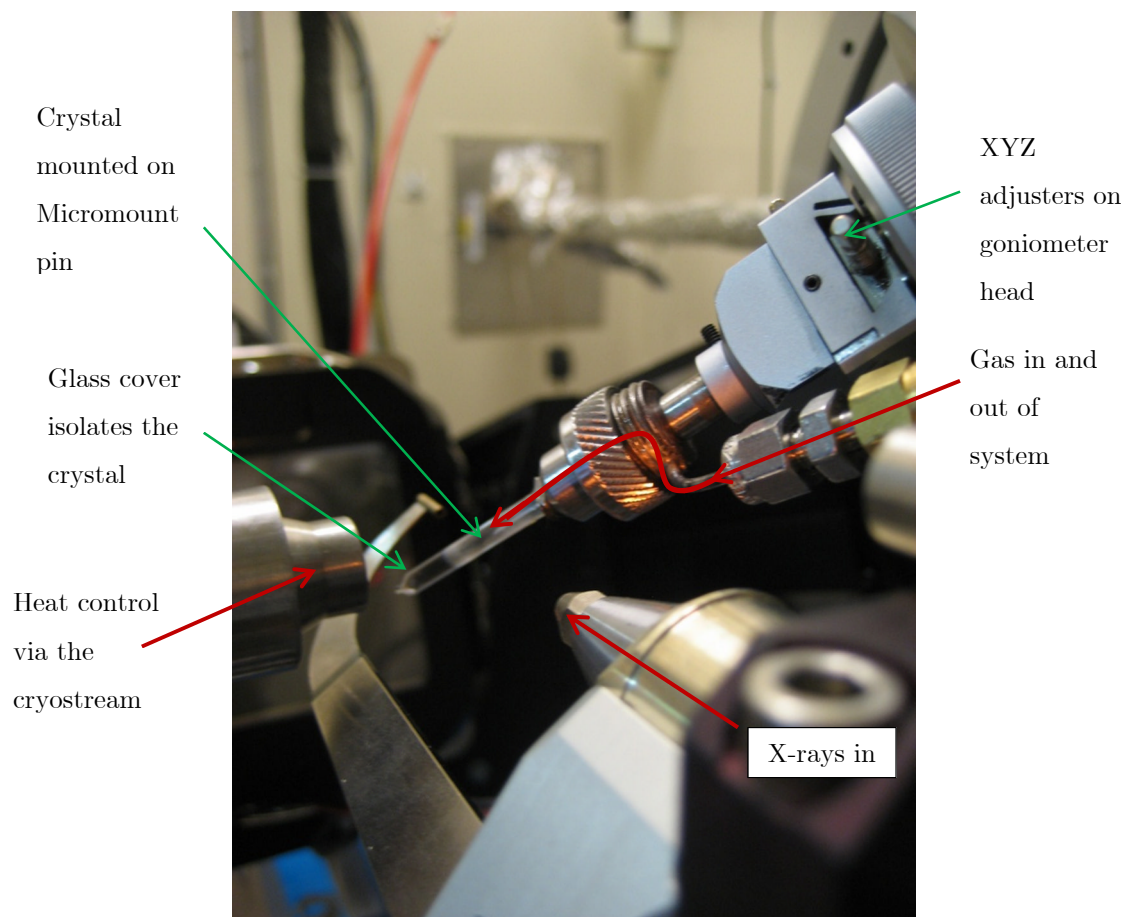 Crystal
mounted on
Micromount
pin
XYZ
adjusters on
goniometer
head
Glass cover
isolates the
crystal
Gas in and
out of
system
Heat control
via the
cryostream
X-rays in